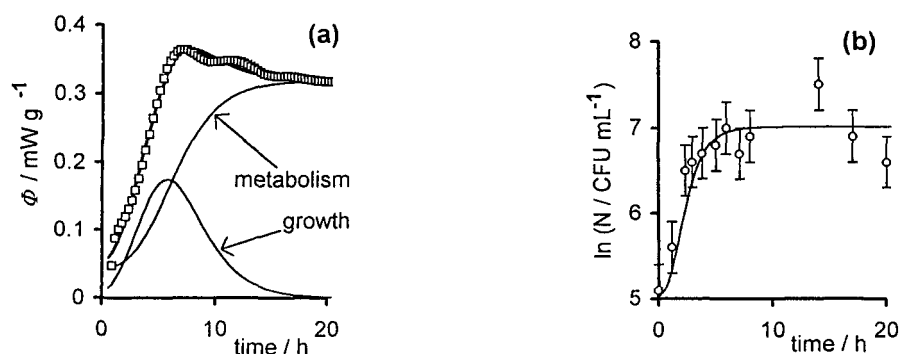 (a)
0.4
0.3
0.2
0.1
0
Φ / mW g⁻¹
metabolism
growth
0
10
20
time / h
(b)
8
7
6
5
ln (N / CFU mL⁻¹)
0
10
20
time / h